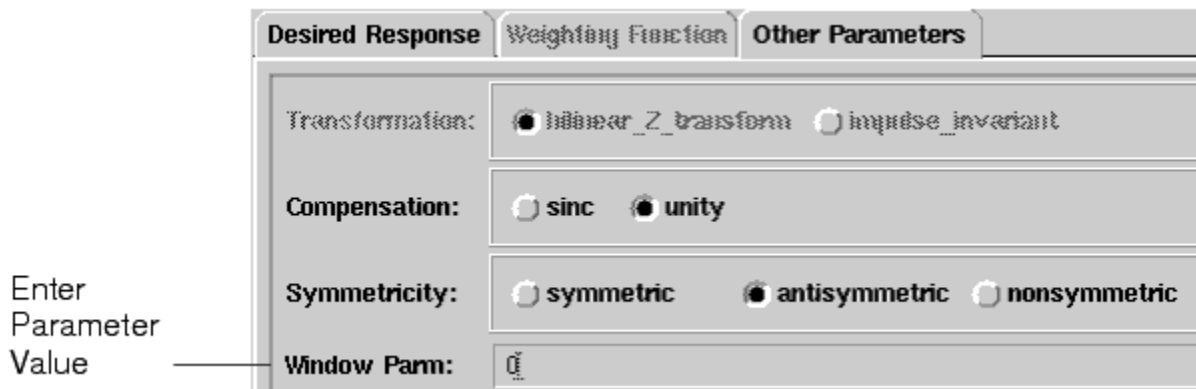 Desired Response Weighting Function Other Parameters
Transformation: bilinear_Z_transform impulse_invariant
Compensation: sinc unity
Symmetricity: symmetric antisymmetric nonsymmetric
Enter
Parameter
Value
Window Parm: 0